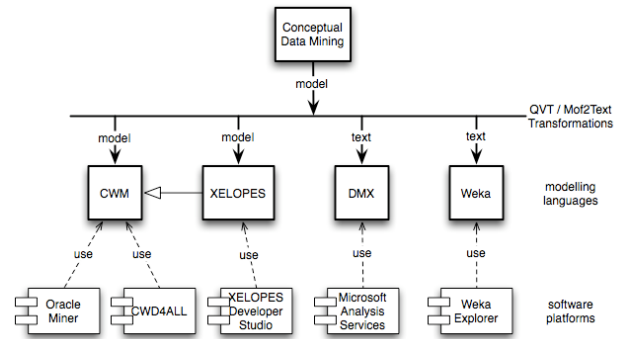 Conceptual
Data Mining
model
QVT / Mof2Text
Transformations
model
model
text
text
CWM
XELOPES
DMX
Weka
modelling
languages
use
use
use
use
use
Oracle
Miner
CWD4ALL
XELOPES
Developer
Studio
Microsoft
Analysis
Services
Weka
Explorer
software
platforms